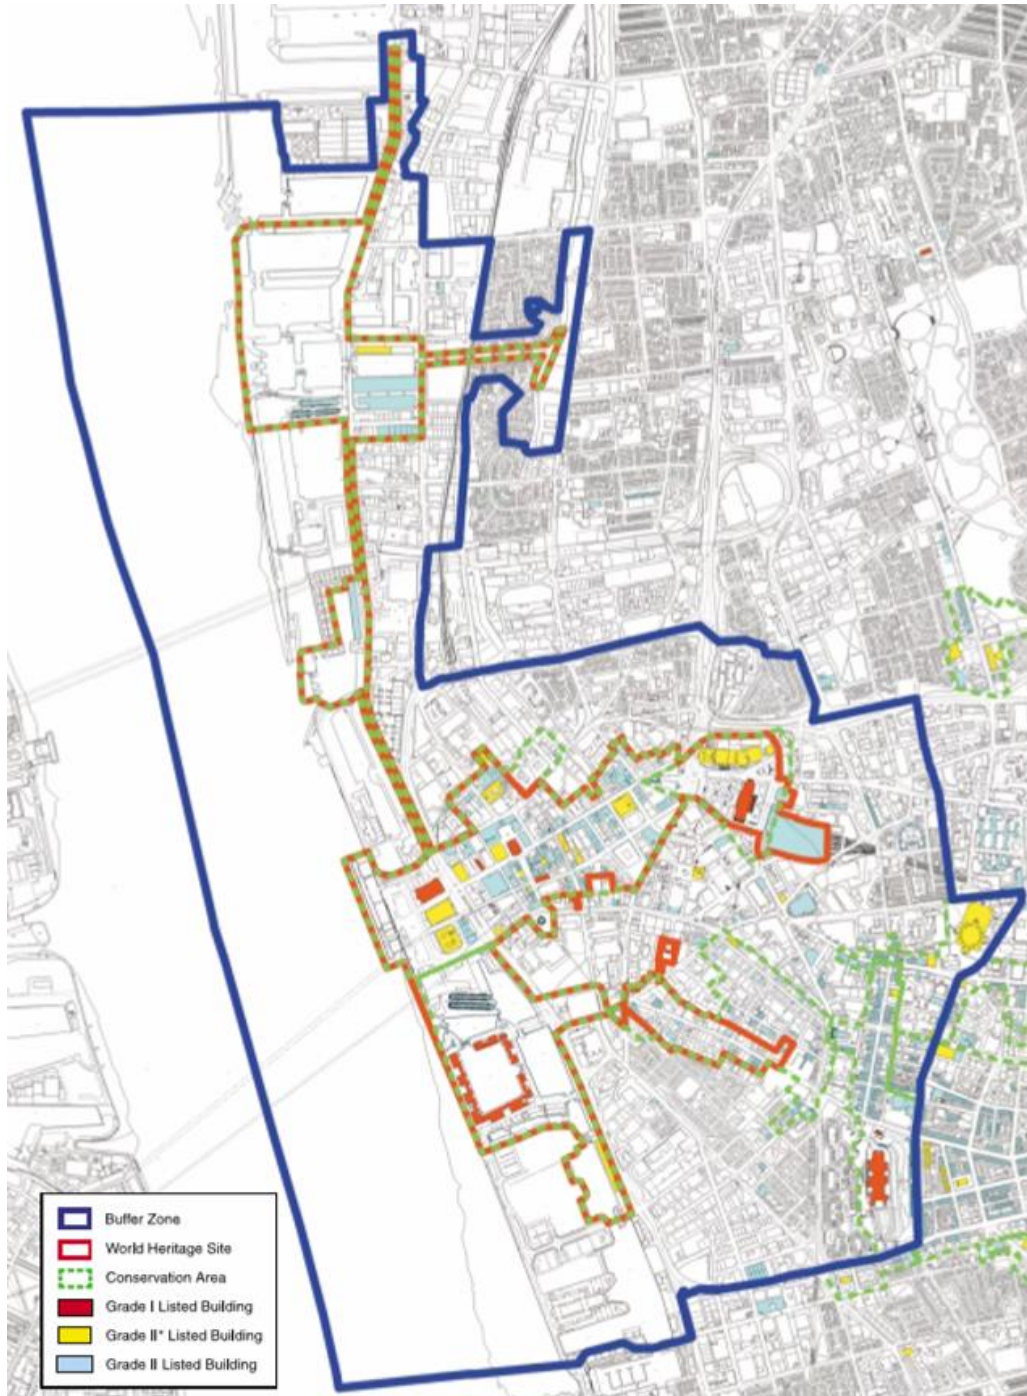 Buffer Zone
World Heritage Site
Conservation Area
Grade I Listed Building
Grade II* Listed Building
Grade II Listed Building